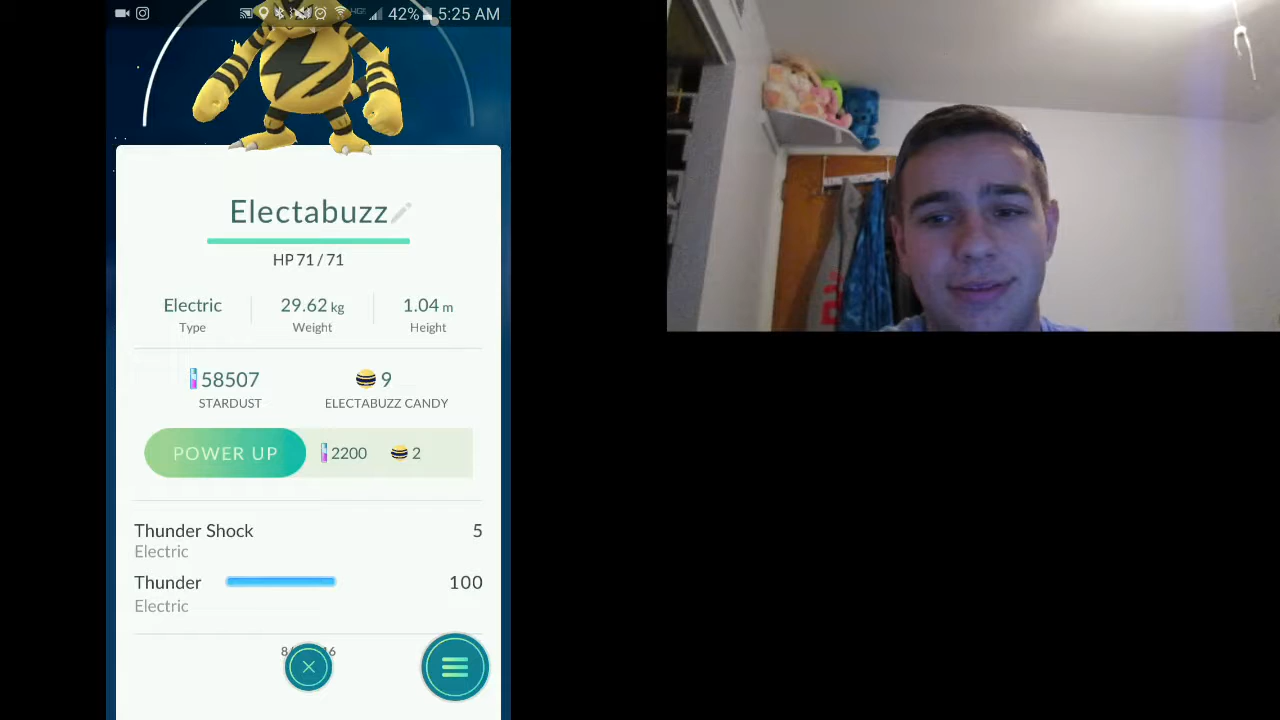 42% 5:25 AM
Electabuzz
HP 71 / 71
Electric 29.62 kg 1.04 m
Type Weight Height
58507 9
STARDUST ELECTABUZZ CANDY
POWER UP 2200 2
Thunder Shock 5
Electric
Thunder 100
Electric